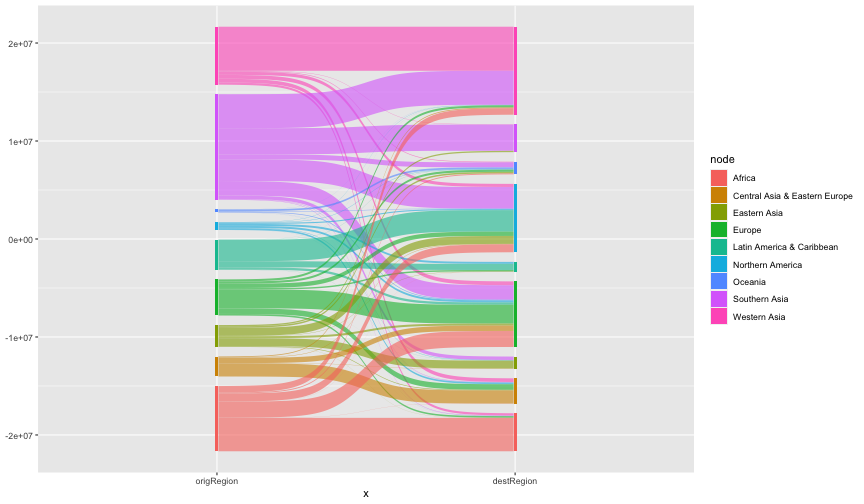 2e+07
1e+07
0e+00
-1e+07
-2e+07
origRegion
destRegion
x
node
Africa
Central Asia & Eastern Europe
Eastern Asia
Europe
Latin America & Caribbean
Northern America
Oceania
Southern Asia
Western Asia